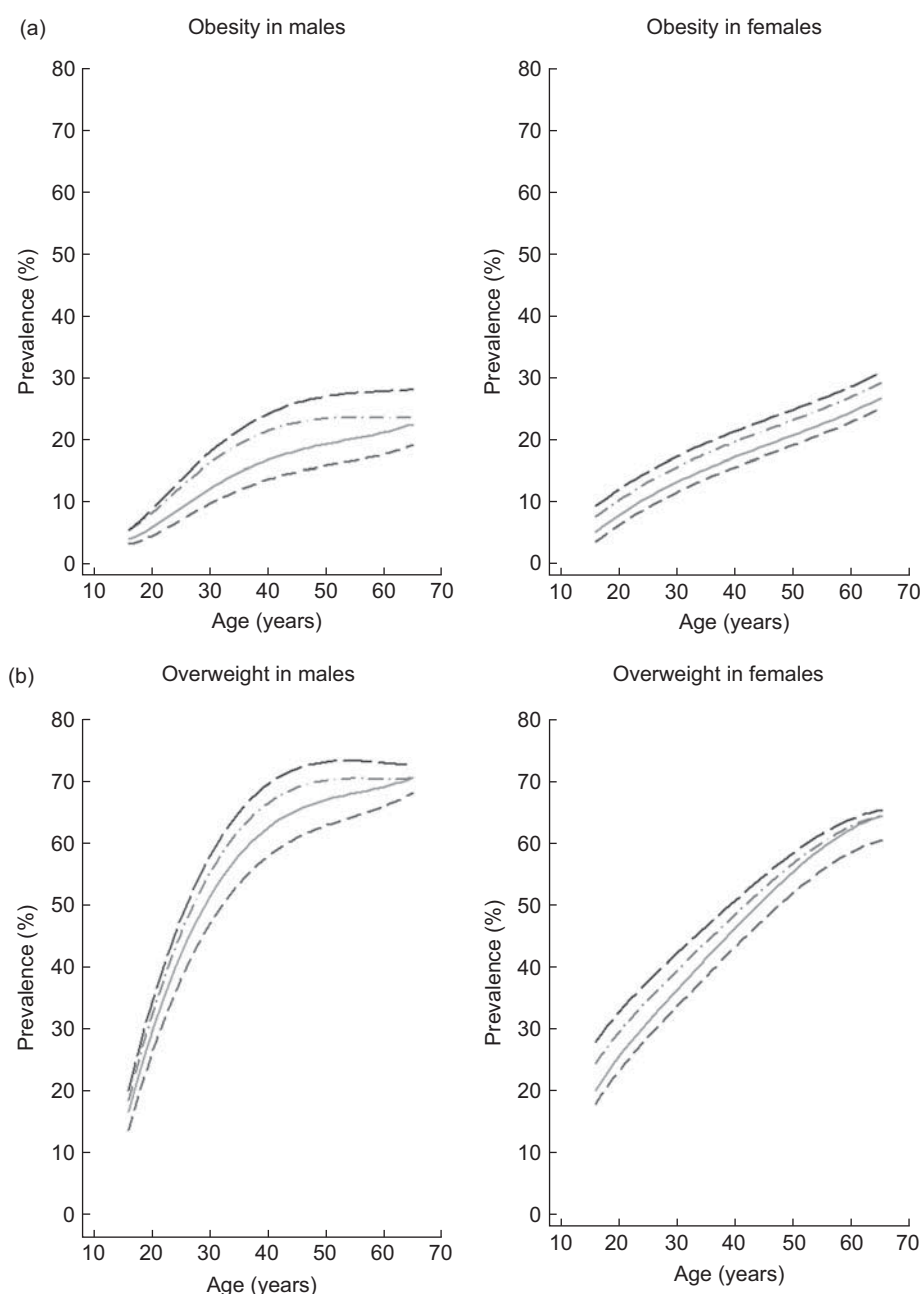 (a)
Obesity in males
Obesity in females
80
70
60
50
40
30
20
10
0
Prevalence (%)
10 20 30 40 50 60 70
Age (years)
80
70
60
50
40
30
20
10
0
Prevalence (%)
10 20 30 40 50 60 70
Age (years)
(b)
Overweight in males
Overweight in females
80
70
60
50
40
30
20
10
0
Prevalence (%)
10 20 30 40 50 60 70
Age (years)
80
70
60
50
40
30
20
10
0
Prevalence (%)
10 20 30 40 50 60 70
Age (years)